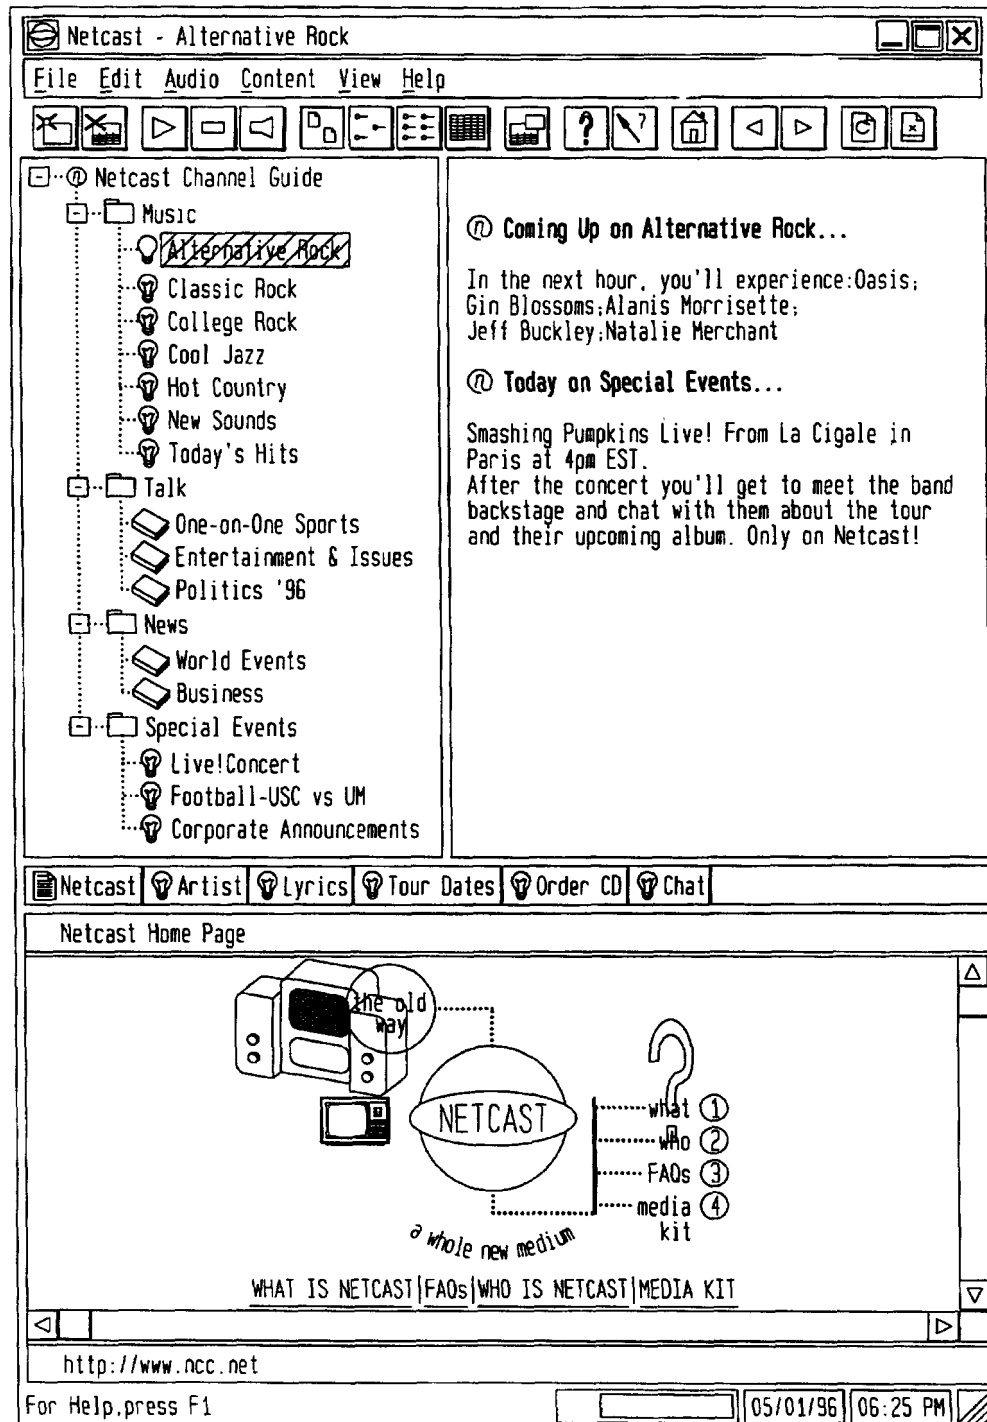 Netcast - Alternative Rock
File Edit Audio Content View Help
Netcast Channel Guide
Music
Alternative Rock
Classic Rock
College Rock
Cool Jazz
Hot Country
New Sounds
Today's Hits
Talk
One-on-One Sports
Entertainment & Issues
Politics '96
News
World Events
Business
Special Events
Live!Concert
Football-USC vs UM
Corporate Announcements
Coming Up on Alternative Rock...
In the next hour, you'll experience:Oasis;
Gin Blossoms;Alanis Morrisette;
Jeff Buckley;Natalie Merchant
Today on Special Events...
Smashing Pumpkins Live! From La Cigale in
Paris at 4pm EST.
After the concert you'll get to meet the band
backstage and chat with them about the tour
and their upcoming album. Only on Netcast!
Netcast Artist Lyrics Tour Dates Order CD Chat
Netcast Home Page
the old
way
NETCAST
what 1
who 2
FAQs 3
media 4
kit
a whole new medium
WHAT IS NETCAST|FAQs|WHO IS NETCAST|MEDIA KIT
http://www.ncc.net
For Help,press F1
05/01/96 06:25 PM